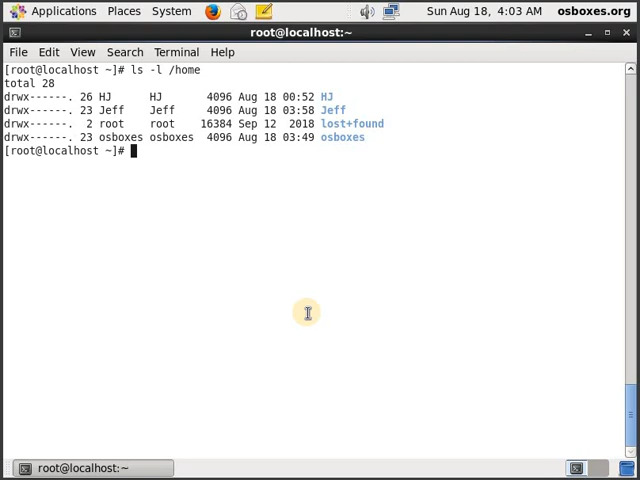 Applications Places System Sun Aug 18, 4:03 AM osboxes.org
root@localhost:~
File Edit View Search Terminal Help
[root@localhost ~]# ls -l /home
total 28
drwx------. 26 HJ HJ 4096 Aug 18 00:52 HJ
drwx------. 23 Jeff Jeff 4096 Aug 18 03:58 Jeff
drwx------. 2 root root 16384 Sep 12 2018 lost+found
drwx------. 23 osboxes osboxes 4096 Aug 18 03:49 osboxes
[root@localhost ~]#
root@localhost:~